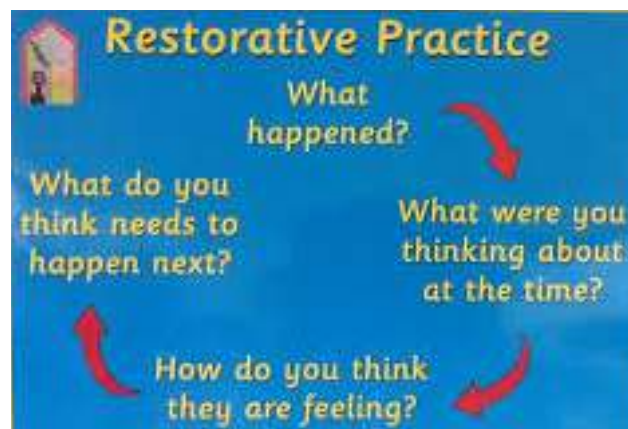 Restorative Practice
What
happened?
What were you
thinking about
at the time?
How do you think
they are feeling?
What do you
think needs to
happen next?